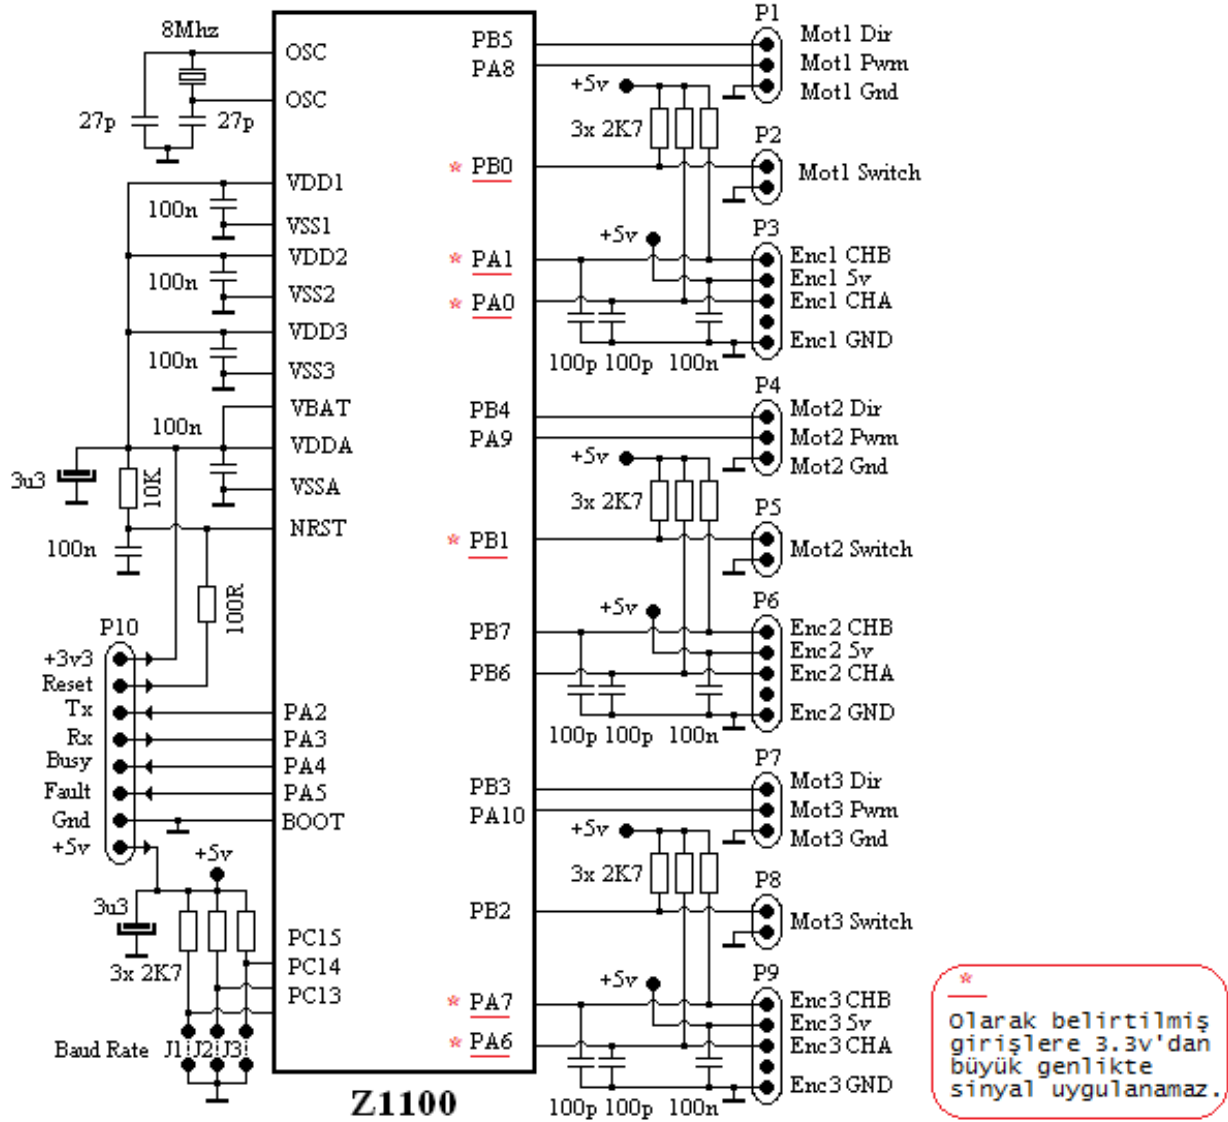 8Mhz
OSC
OSC
27p
27p
VDD1
100n
VSS1
VDD2
100n
VSS2
VDD3
100n
VSS3
VBAT
100n
VDDA
3u3
10K
VSSA
NRST
100n
100R
P10
+3v3
Reset
Tx
PA2
Rx
PA3
Busy
PA4
Fault
PA5
Gnd
BOOT
+5v
+5v
3u3
3x 2K7
PC15
PC14
PC13
Baud Rate J1 J2 J3
Z1100
P1
PB5
Mot1 Dir
PA8
Mot1 Pwm
+5v
Mot1 Gnd
3x 2K7
P2
* PB0
Mot1 Switch
P3
+5v
* PA1
Enc1 CHB
Enc1 5v
* PA0
Enc1 CHA
Enc1 GND
100p 100p 100n
P4
PB4
Mot2 Dir
PA9
Mot2 Pwm
+5v
Mot2 Gnd
3x 2K7
P5
* PB1
Mot2 Switch
P6
+5v
PB7
Enc2 CHB
Enc2 5v
PB6
Enc2 CHA
Enc2 GND
100p 100p 100n
P7
PB3
Mot3 Dir
PA10
Mot3 Pwm
+5v
Mot3 Gnd
3x 2K7
P8
PB2
Mot3 Switch
P9
+5v
* PA7
Enc3 CHB
Enc3 5v
* PA6
Enc3 CHA
Enc3 GND
100p 100p 100n
*
Olarak belirtilmiş
girişlere 3.3v'dan
büyük genlikte
sinyal uygulanamaz.